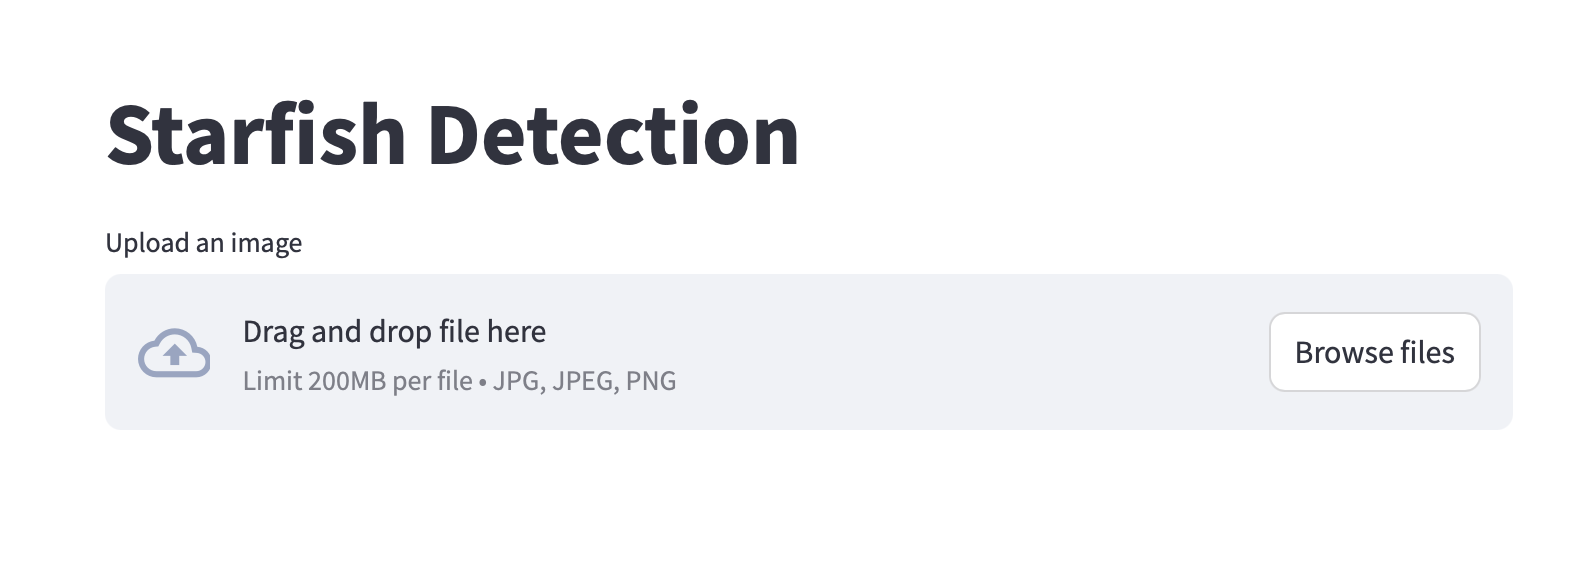 Starfish Detection
Upload an image
Drag and drop file here
Limit 200MB per file • JPG, JPEG, PNG
Browse files